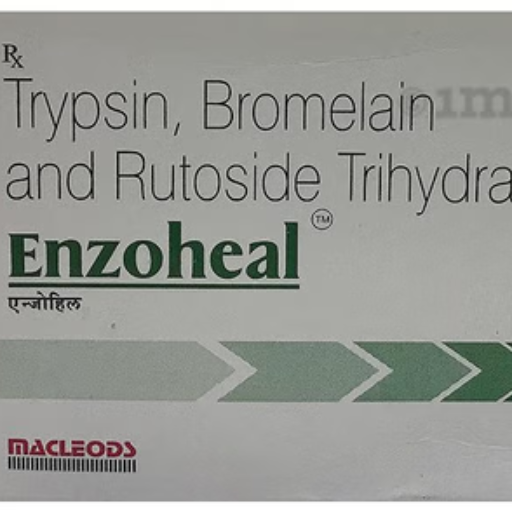 Rx
Trypsin, Bromelain
and Rutoside Trihydra
Enzoheal™
एन्जोहिल
MACLEODS